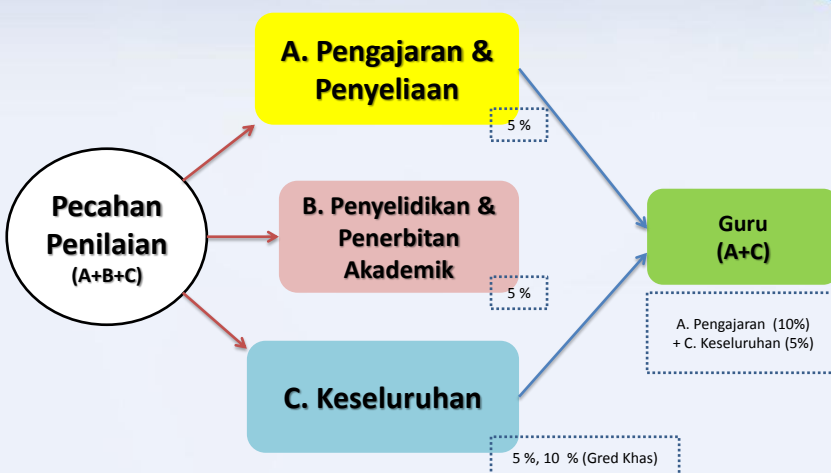 A. Pengajaran &
Penyeliaan
5 %
Pecahan
Penilaian
(A+B+C)
B. Penyelidikan &
Penerbitan
Akademik
5 %
Guru
(A+C)
A. Pengajaran (10%)
+ C. Keseluruhan (5%)
C. Keseluruhan
5 %, 10 % (Gred Khas)